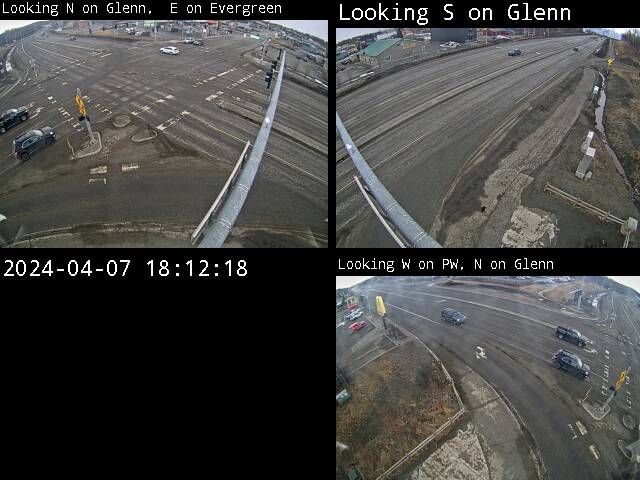 Looking N on Glenn,  E on Evergreen
Looking S on Glenn
2024-04-07 18:12:18
Looking W on PW, N on Glenn